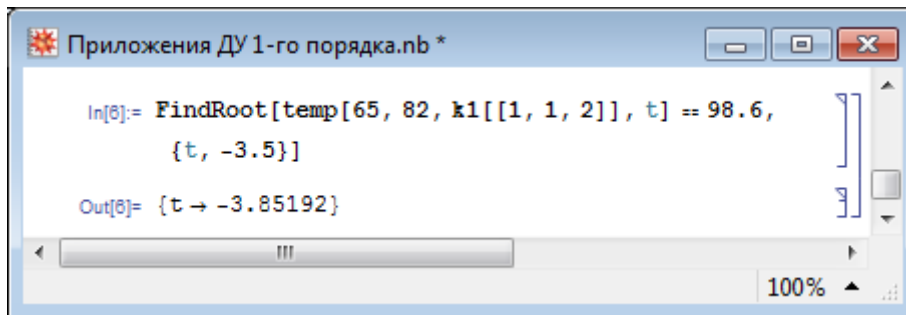 Приложения ДУ 1-го порядка.nb *
In[6]:= FindRoot[temp[65, 82, k1[[1, 1, 2]], t] == 98.6,
{t, -3.5}]
Out[6]= {t → -3.85192}
100%